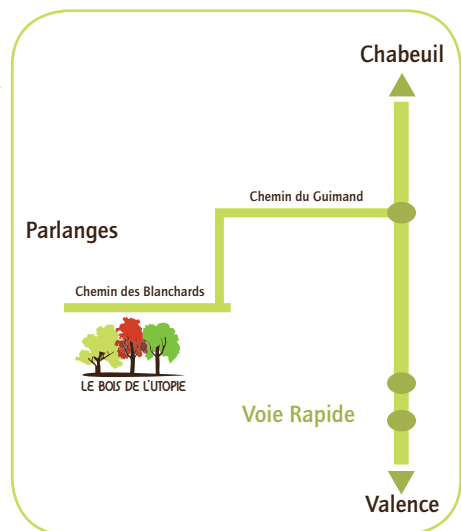 Chabeuil
Chemin du Guimand
Parlanges
Chemin des Blanchards
LE BOIS DE L'UTOPIE
Voie Rapide
Valence